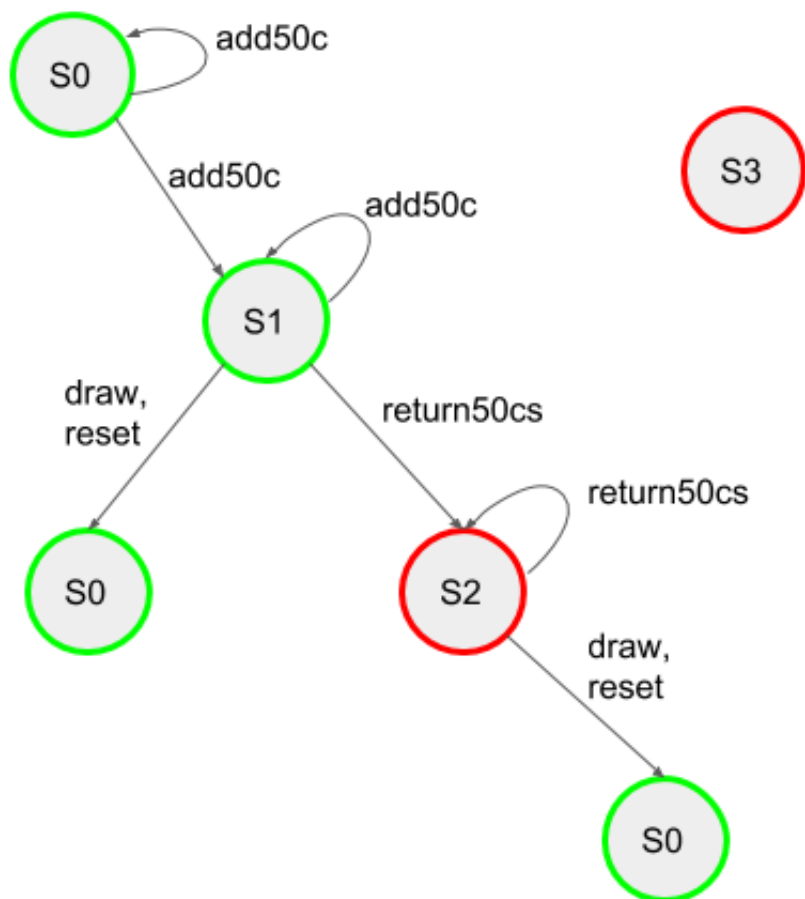 S0
add50c
add50c
S3
add50c
S1
draw,
reset
return50cs
return50cs
S0
S2
draw,
reset
S0